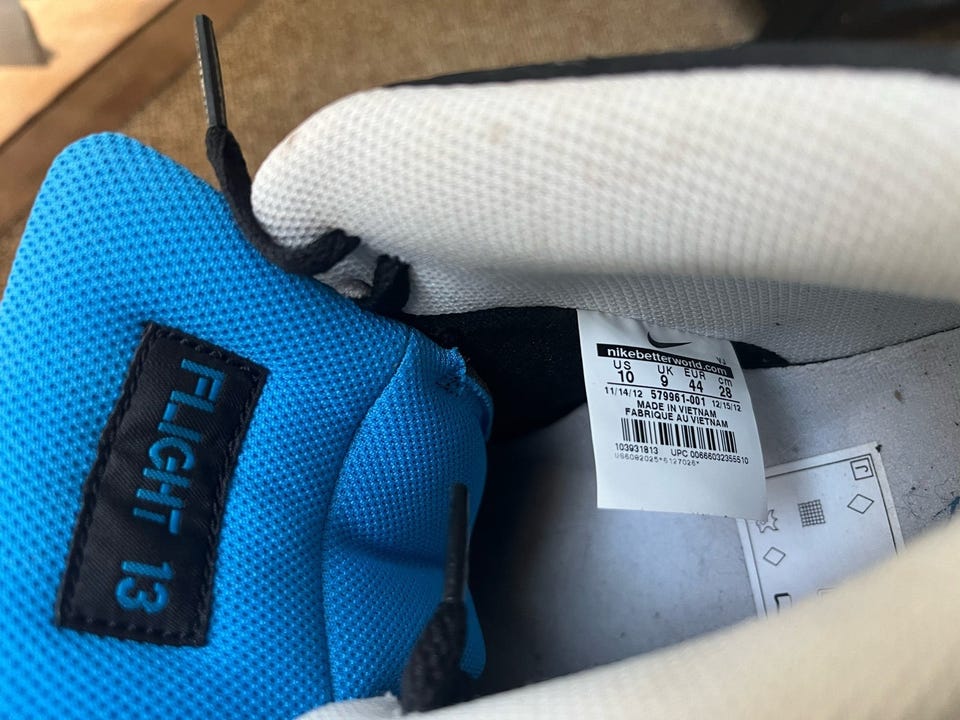 FLIGHT 13
nikebetterworld.com
VJ
US UK EUR cm
10 9 44 28
11/14/12 579961-001 12/15/12
MADE IN VIETNAM
FABRIQUE AU VIETNAM
103931813 UPC 00666032355510
J